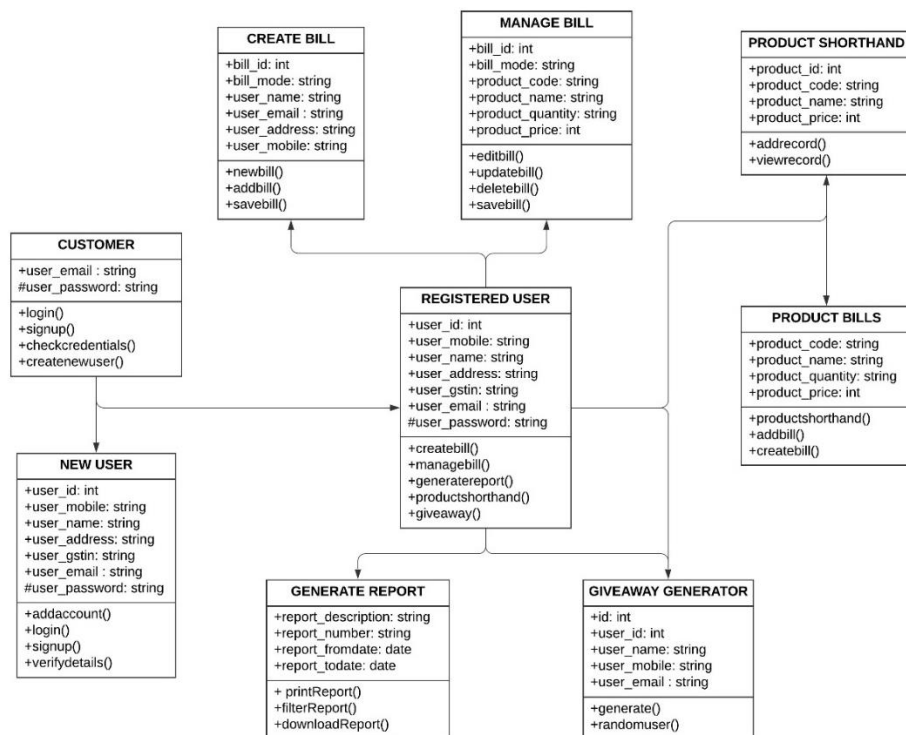 CREATE BILL
+bill_id: int
+bill_mode: string
+user_name: string
+user_email : string
+user_address: string
+user_mobile: string
+newbill()
+addbill()
+savebill()
MANAGE BILL
+bill_id: int
+bill_mode: string
+product_code: string
+product_name: string
+product_quantity: string
+product_price: int
+editbill()
+updatebill()
+deletebill()
+savebill()
PRODUCT SHORTHAND
+product_id: int
+product_code: string
+product_name: string
+product_price: int
+addrecord()
+viewrecord()
CUSTOMER
+user_email : string
#user_password: string
+login()
+signup()
+checkcredentials()
+createnewuser()
REGISTERED USER
+user_id: int
+user_mobile: string
+user_name: string
+user_address: string
+user_gstin: string
+user_email : string
#user_password: string
+createbill()
+managebill()
+generatereport()
+productshorthand()
+giveaway()
PRODUCT BILLS
+product_code: string
+product_name: string
+product_quantity: string
+product_price: int
+productshorthand()
+addbill()
+createbill()
NEW USER
+user_id: int
+user_mobile: string
+user_name: string
+user_address: string
+user_gstin: string
+user_email : string
#user_password: string
+addaccount()
+login()
+signup()
+verifydetails()
GENERATE REPORT
+report_description: string
+report_number: string
+report_fromdate: date
+report_todate: date
+ printReport()
+filterReport()
+downloadReport()
GIVEAWAY GENERATOR
+id: int
+user_id: int
+user_name: string
+user_mobile: string
+user_email : string
+generate()
+randomuser()